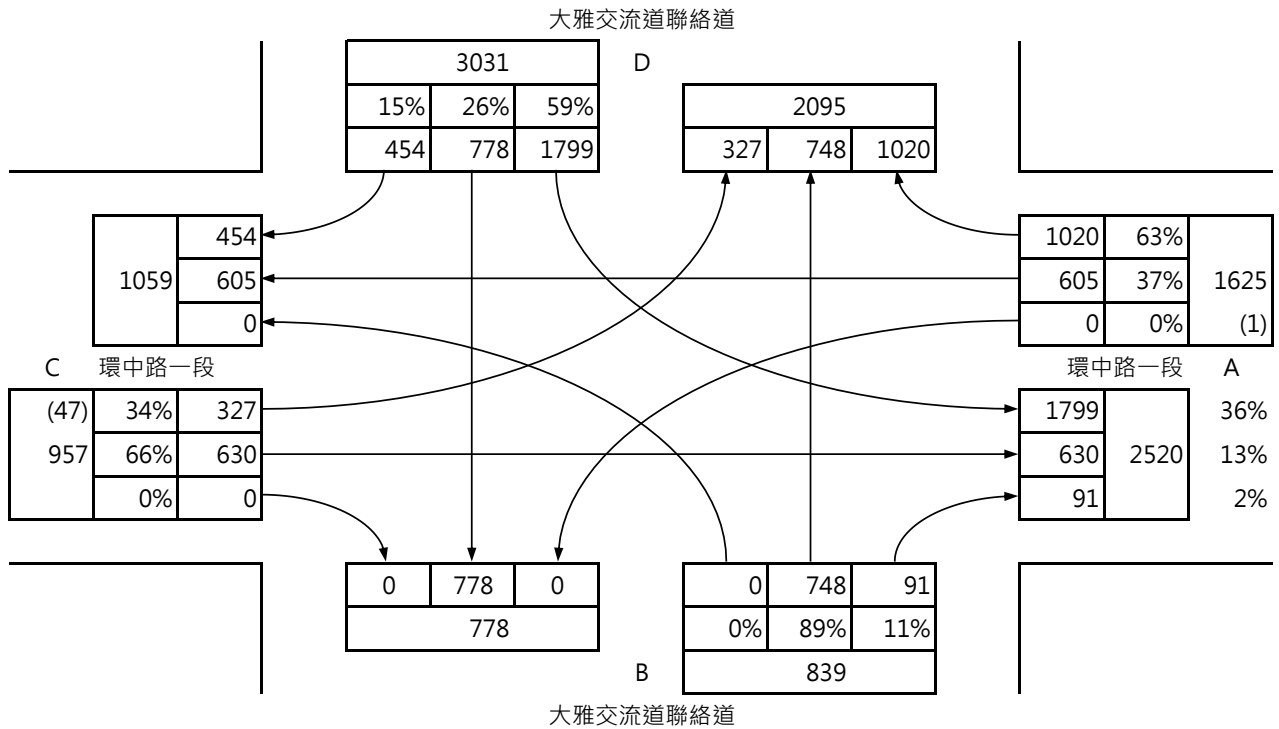 大雅交流道聯絡道
3031 D
15% 26% 59% 2095
454 778 1799 327 748 1020
454 1020 63%
1059 605 605 37% 1625
0 0 0% (1)
C 環中路一段 環中路一段 A
(47) 34% 327 1799 36%
957 66% 630 630 2520 13%
0% 0 91 2%
0 778 0 0 748 91
778 0% 89% 11%
B 839
大雅交流道聯絡道